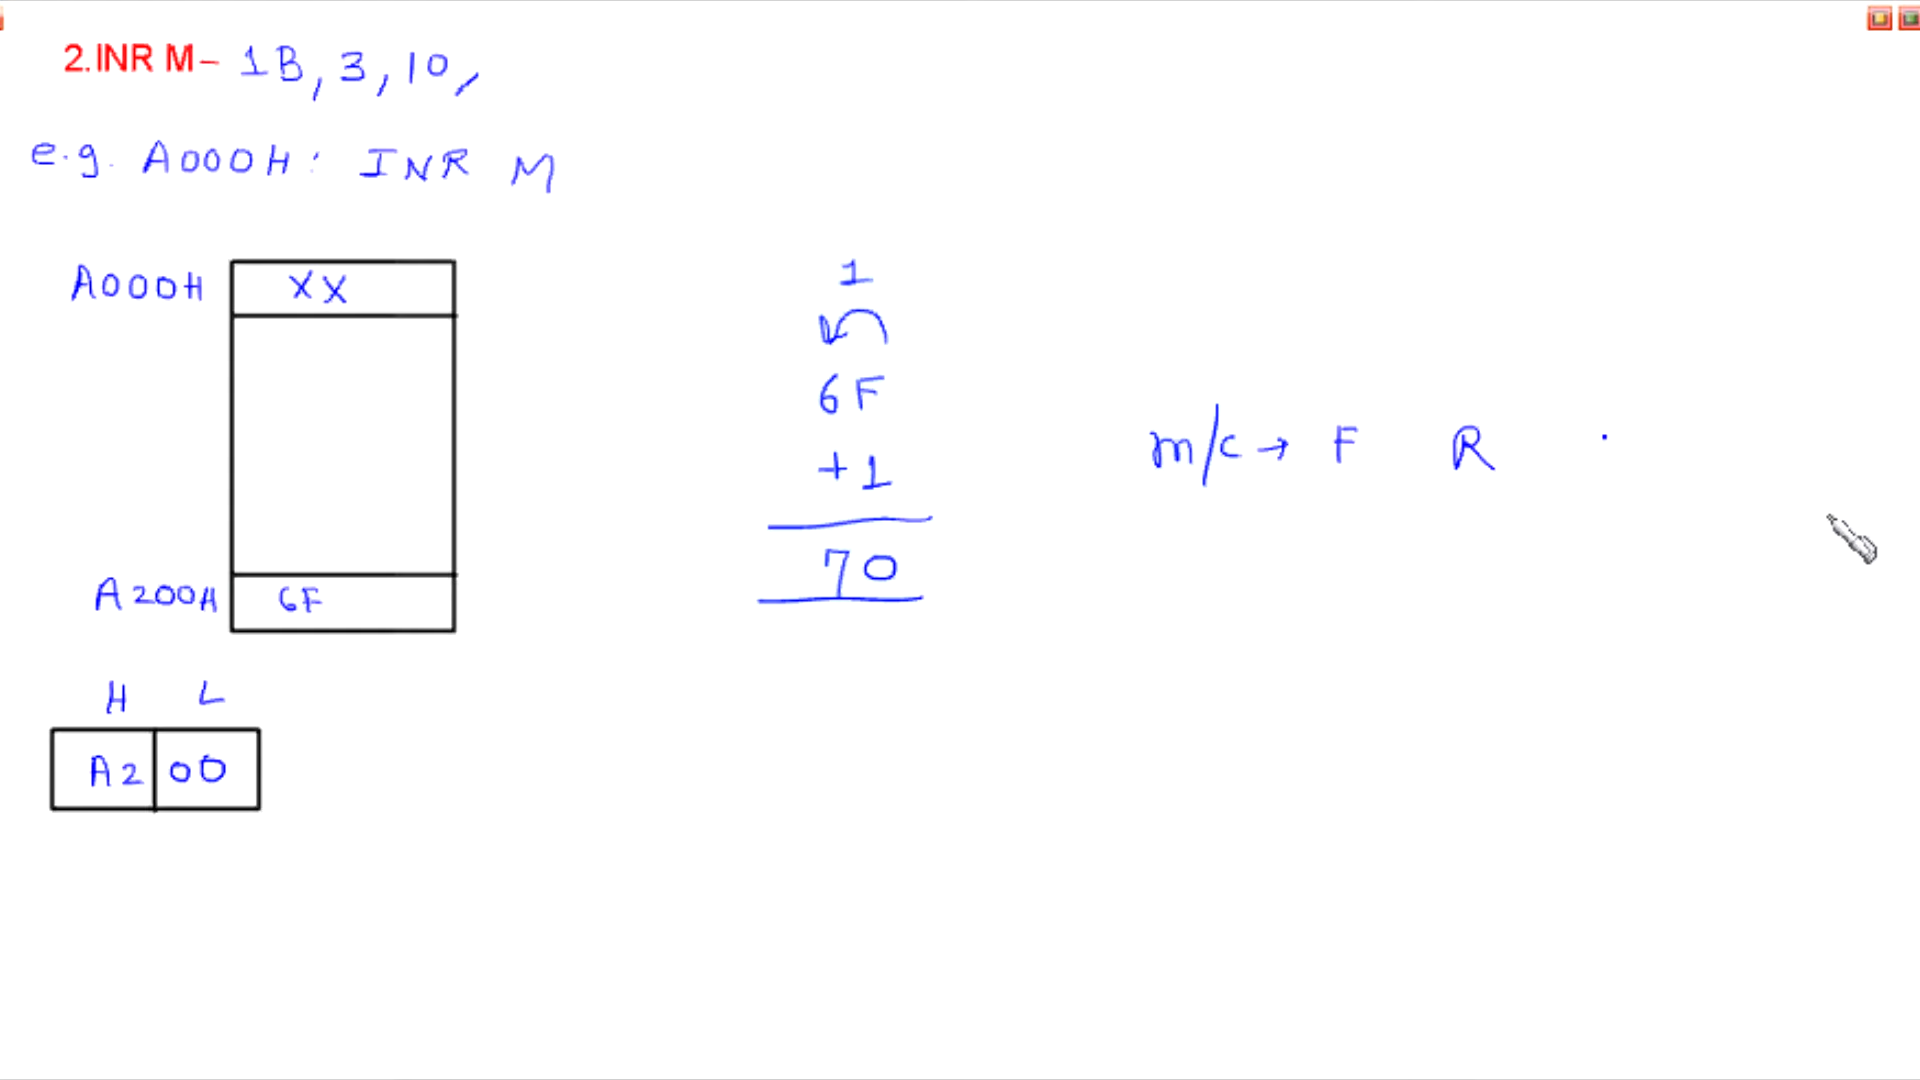 2.INR M– 1B, 3, 10,
e.g. A000H: INR M
A000H XX
A200H 6F
H L
A2 00
1
6F
+1
70
m/c → F R .